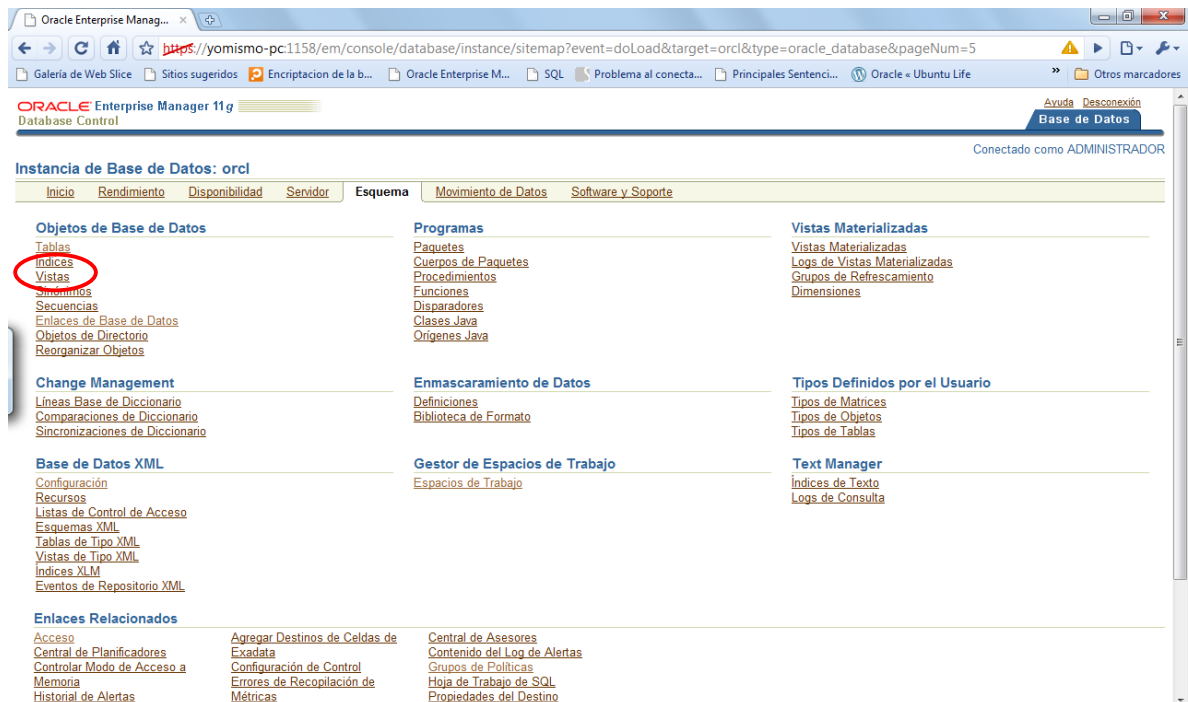 Oracle Enterprise Manag...
https://yomismo-pc:1158/em/console/database/instance/sitemap?event=doLoad&target=orcl&type=oracle_database&pageNum=5
Galería de Web Slice Sitios sugeridos Encriptacion de la b... Oracle Enterprise M... SQL Problema al conecta... Principales Sentenci... Oracle « Ubuntu Life » Otros marcadores
ORACLE Enterprise Manager 11g
Database Control
Ayuda Desconexión
Base de Datos
Conectado como ADMINISTRADOR
Instancia de Base de Datos: orcl
Inicio Rendimiento Disponibilidad Servidor Esquema Movimiento de Datos Software y Soporte
Objetos de Base de Datos
Tablas
Índices
Vistas
Sinónimos
Secuencias
Enlaces de Base de Datos
Objetos de Directorio
Reorganizar Objetos
Programas
Paquetes
Cuerpos de Paquetes
Procedimientos
Funciones
Disparadores
Clases Java
Orígenes Java
Vistas Materializadas
Vistas Materializadas
Logs de Vistas Materializadas
Grupos de Refrescamiento
Dimensiones
Change Management
Líneas Base de Diccionario
Comparaciones de Diccionario
Sincronizaciones de Diccionario
Enmascaramiento de Datos
Definiciones
Biblioteca de Formato
Tipos Definidos por el Usuario
Tipos de Matrices
Tipos de Objetos
Tipos de Tablas
Base de Datos XML
Configuración
Recursos
Listas de Control de Acceso
Esquemas XML
Tablas de Tipo XML
Vistas de Tipo XML
Índices XLM
Eventos de Repositorio XML
Gestor de Espacios de Trabajo
Espacios de Trabajo
Text Manager
Índices de Texto
Logs de Consulta
Enlaces Relacionados
Acceso
Central de Planificadores
Controlar Modo de Acceso a
Memoria
Historial de Alertas
Agregar Destinos de Celdas de
Exadata
Configuración de Control
Errores de Recopilación de
Métricas
Central de Asesores
Contenido del Log de Alertas
Grupos de Políticas
Hoja de Trabajo de SQL
Propiedades del Destino